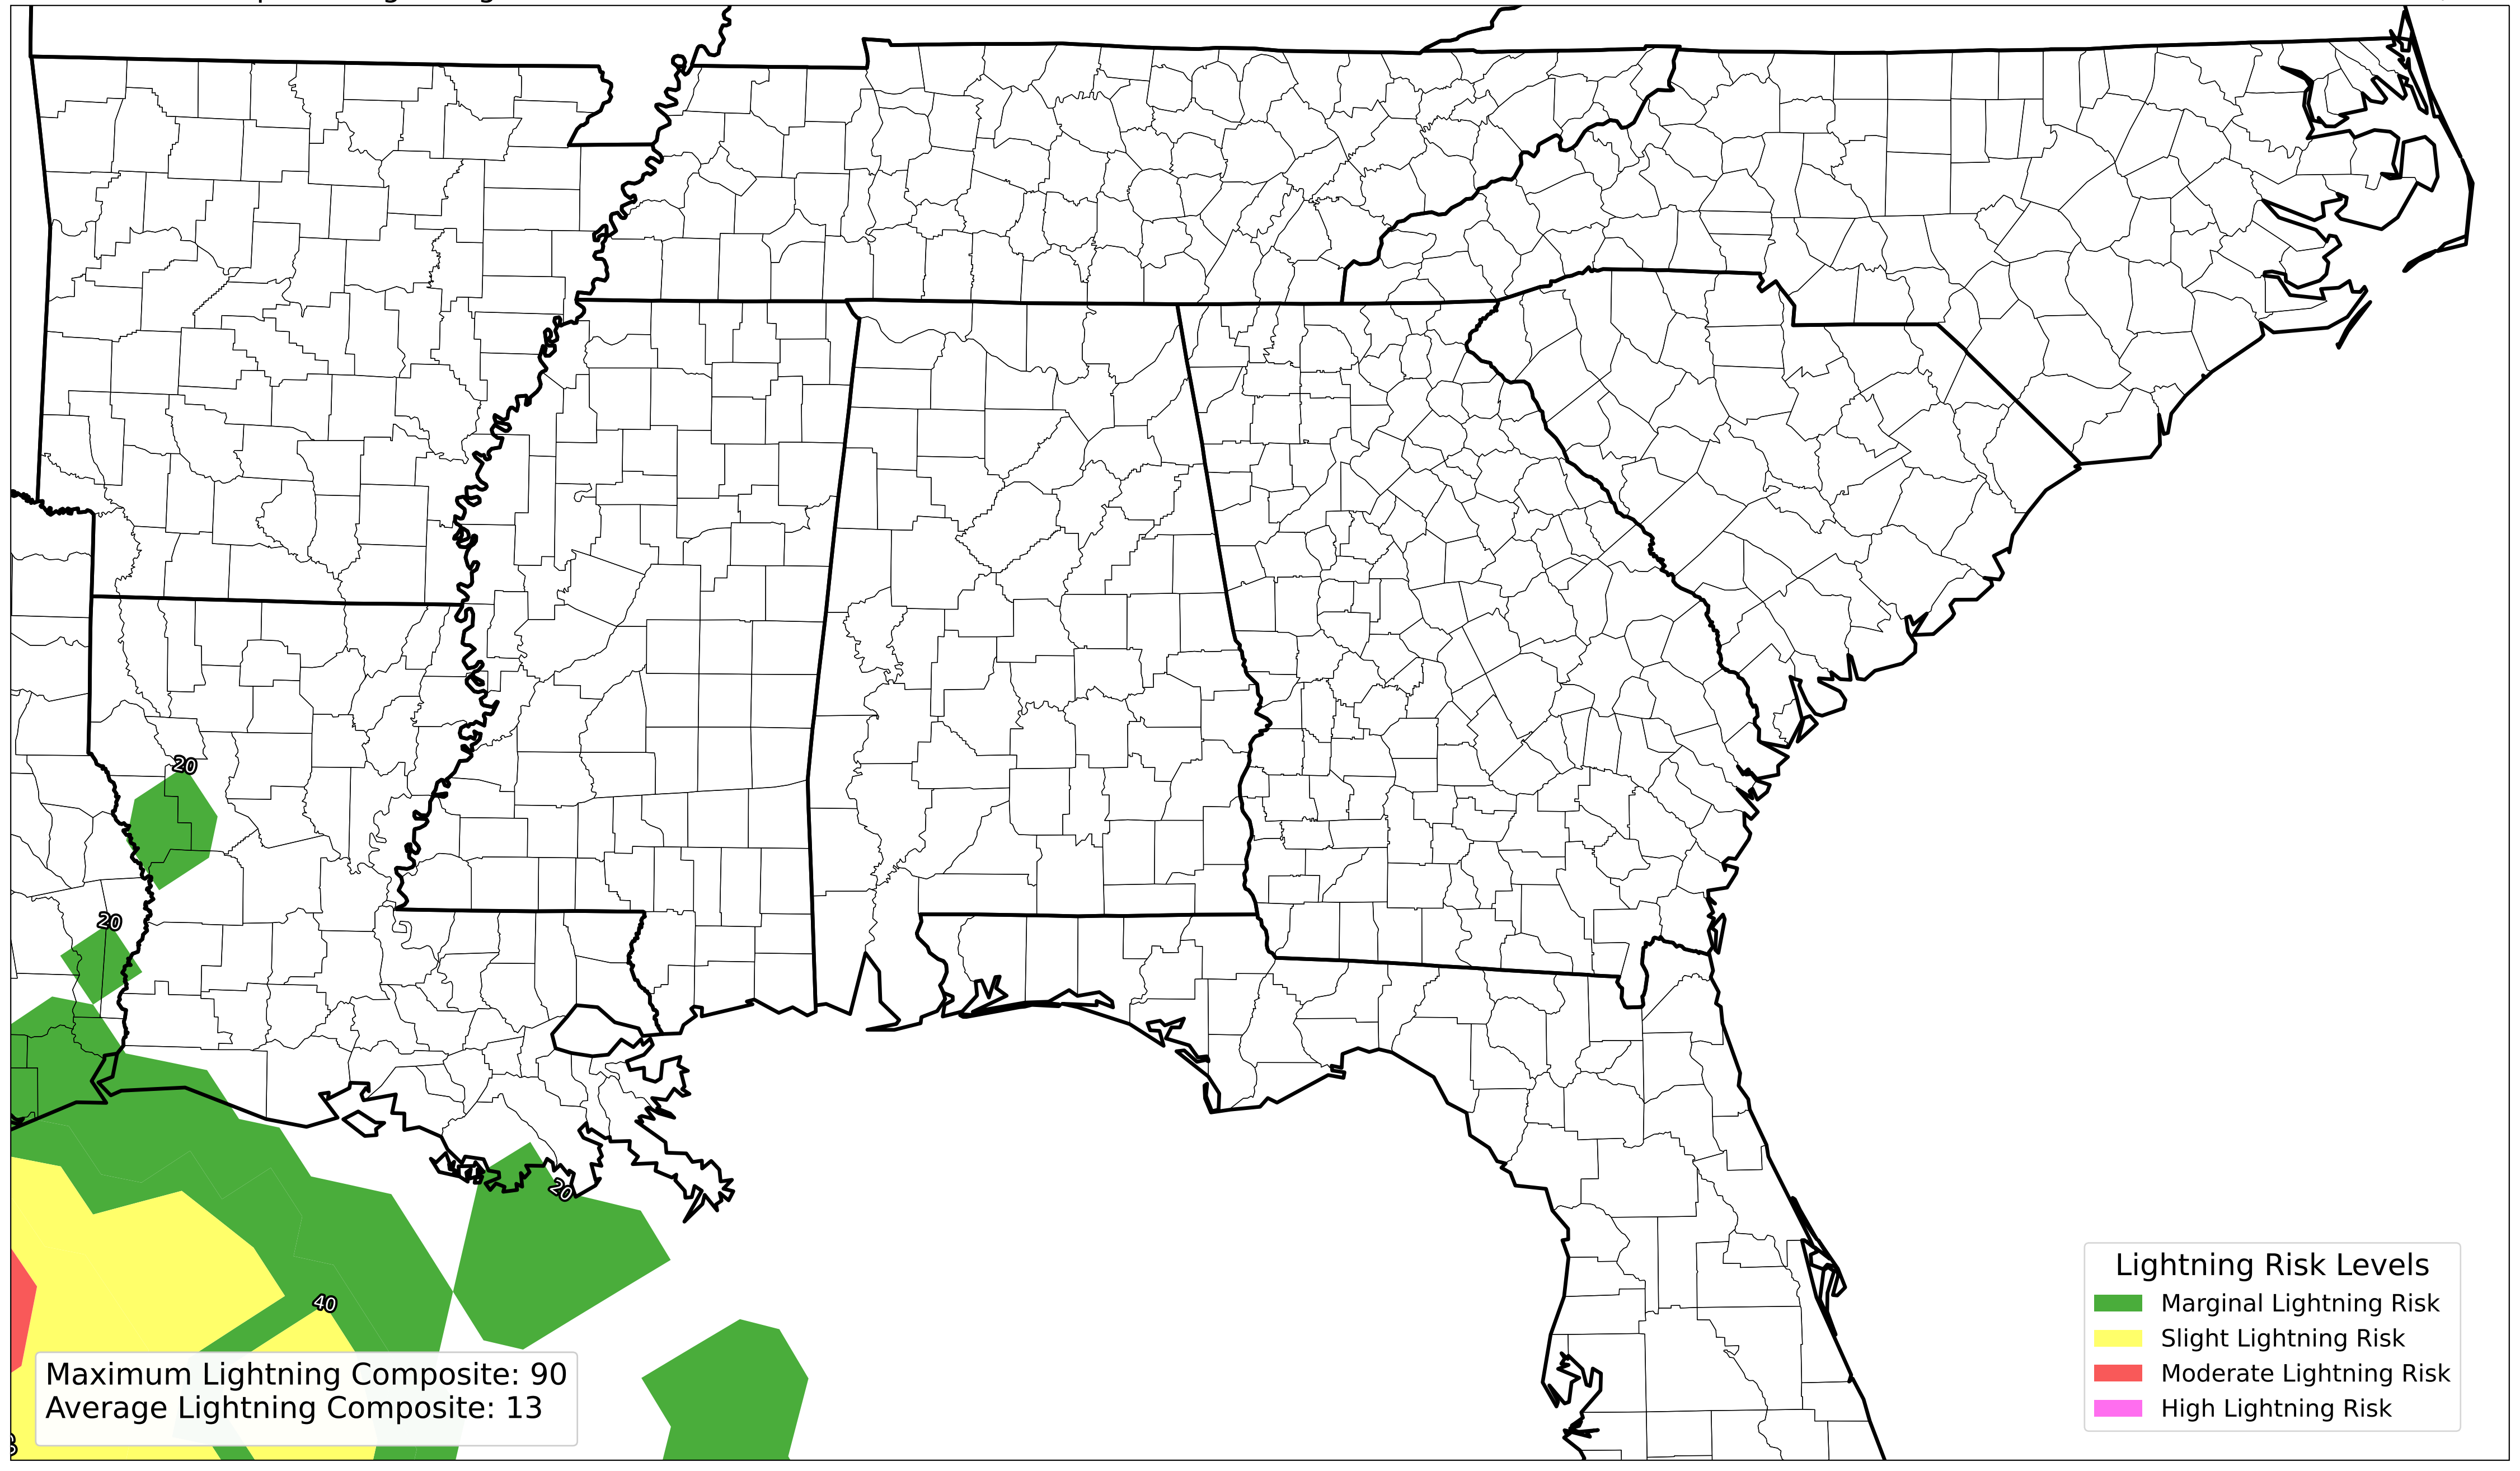 20
20
20
40
Maximum Lightning Composite: 90
Average Lightning Composite: 13
Lightning Risk Levels
Marginal Lightning Risk
Slight Lightning Risk
Moderate Lightning Risk
High Lightning Risk